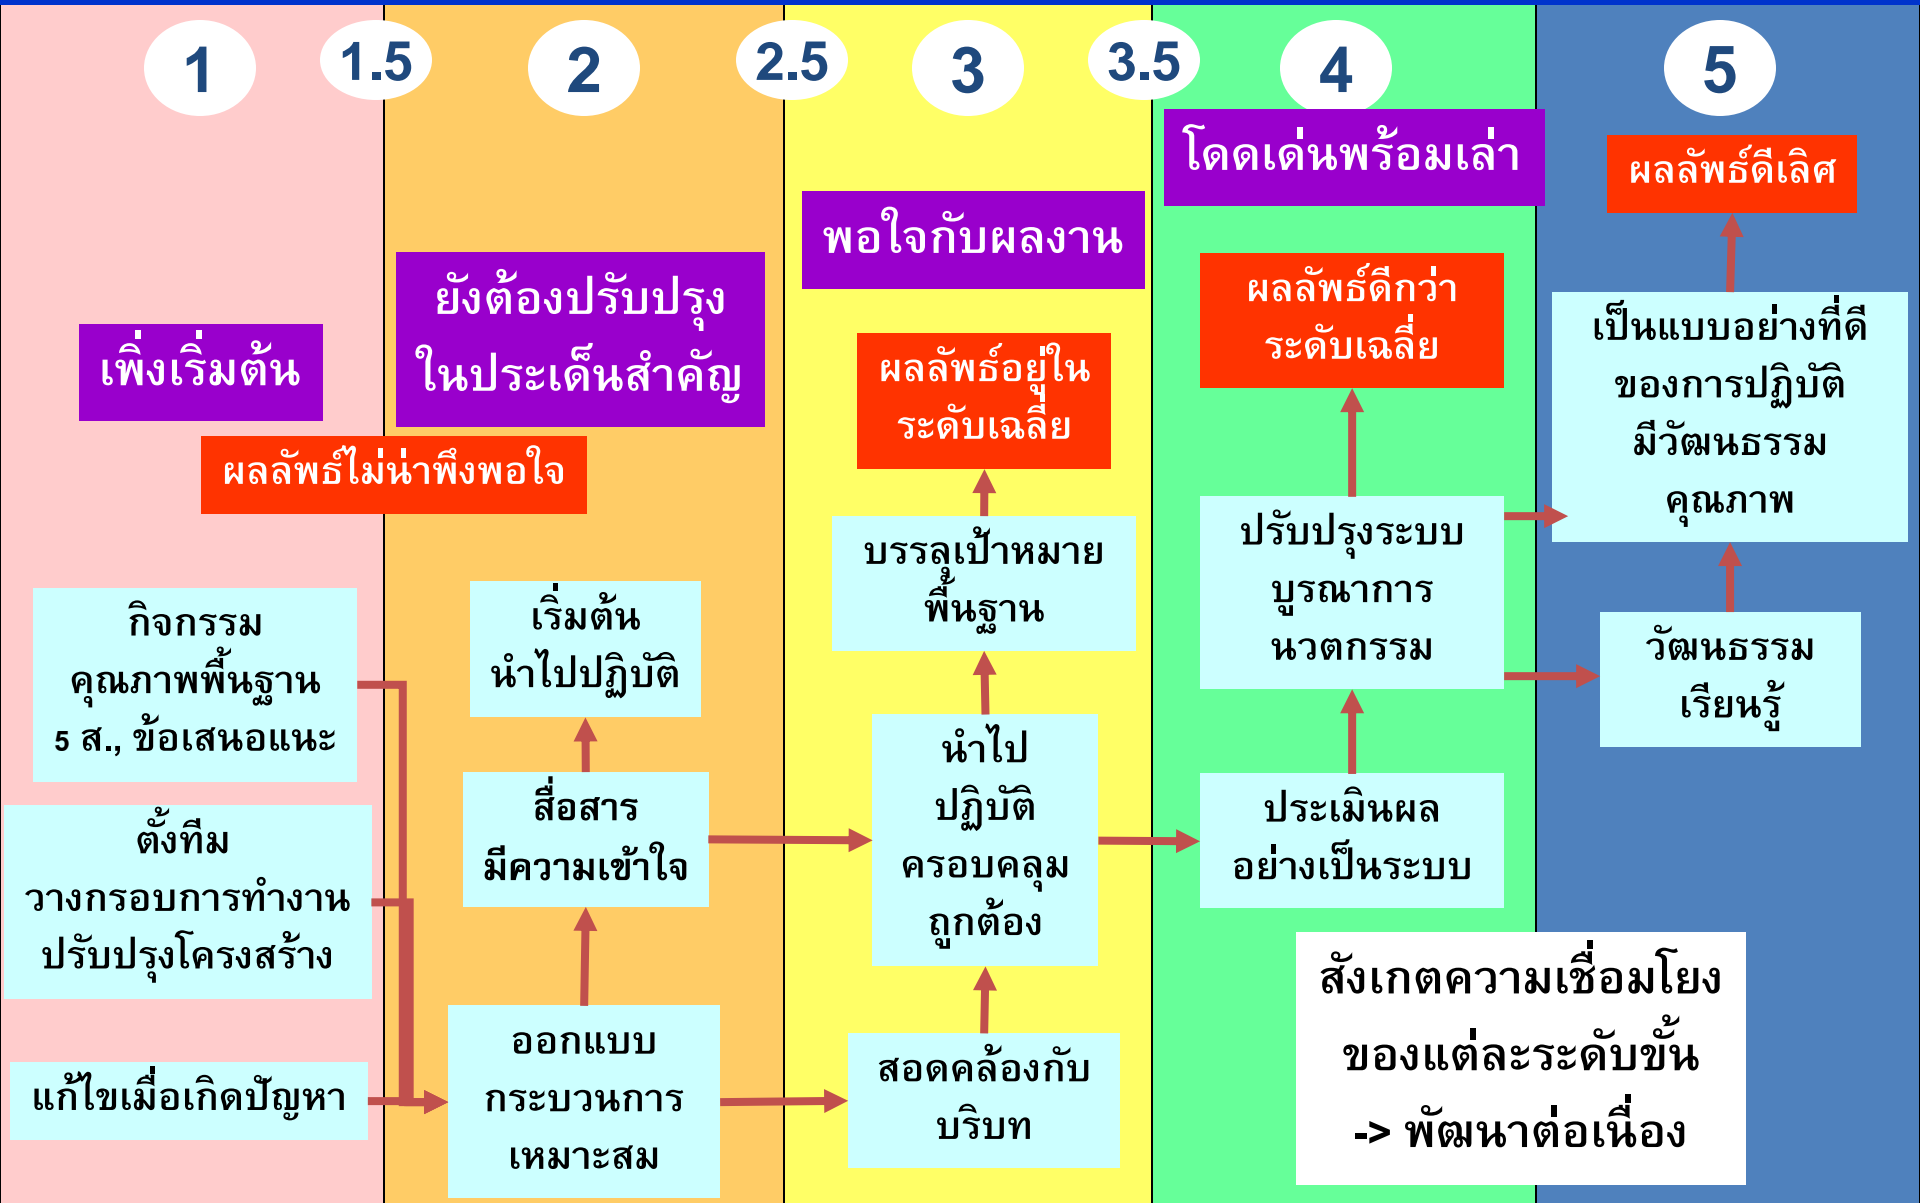 1
1.5
2
2.5
3
3.5
4
5
เพิ่งเริ่มต้น
ยังต้องปรับปรุง
ในประเด็นสำคัญ
ผลลัพธ์ไม่น่าพึงพอใจ
กิจกรรม
คุณภาพพื้นฐาน
5 ส., ข้อเสนอแนะ
ตั้งทีม
วางกรอบการทำงาน
ปรับปรุงโครงสร้าง
แก้ไขเมื่อเกิดปัญหา
เริ่มต้น
นำไปปฏิบัติ
สื่อสาร
มีความเข้าใจ
ออกแบบ
กระบวนการ
เหมาะสม
พอใจกับผลงาน
ผลลัพธ์อยู่ใน
ระดับเฉลี่ย
บรรลุเป้าหมาย
พื้นฐาน
นำไป
ปฏิบัติ
ครอบคลุม
ถูกต้อง
สอดคล้องกับ
บริบท
โดดเด่นพร้อมเล่า
ผลลัพธ์ดีกว่า
ระดับเฉลี่ย
ปรับปรุงระบบ
บูรณาการ
นวตกรรม
ประเมินผล
อย่างเป็นระบบ
ผลลัพธ์ดีเลิศ
เป็นแบบอย่างที่ดี
ของการปฏิบัติ
มีวัฒนธรรม
คุณภาพ
วัฒนธรรม
เรียนรู้
สังเกตความเชื่อมโยง
ของแต่ละระดับขั้น
-> พัฒนาต่อเนื่อง